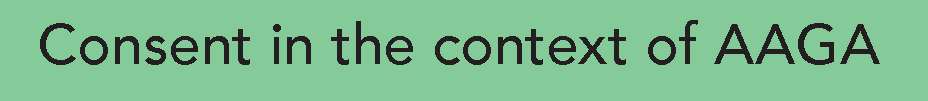 Consent in the context of AAGA